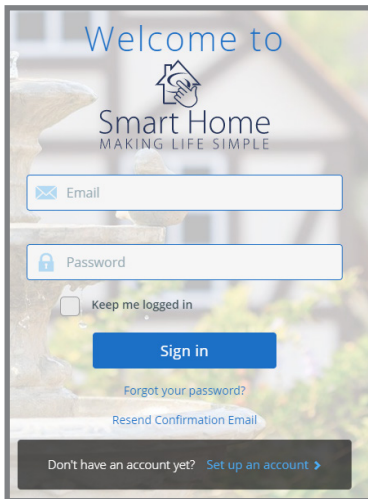 Welcome to
Smart Home
MAKING LIFE SIMPLE
Email
Password
Keep me logged in
Sign in
Forgot your password?
Resend Confirmation Email
Don't have an account yet? Set up an account >